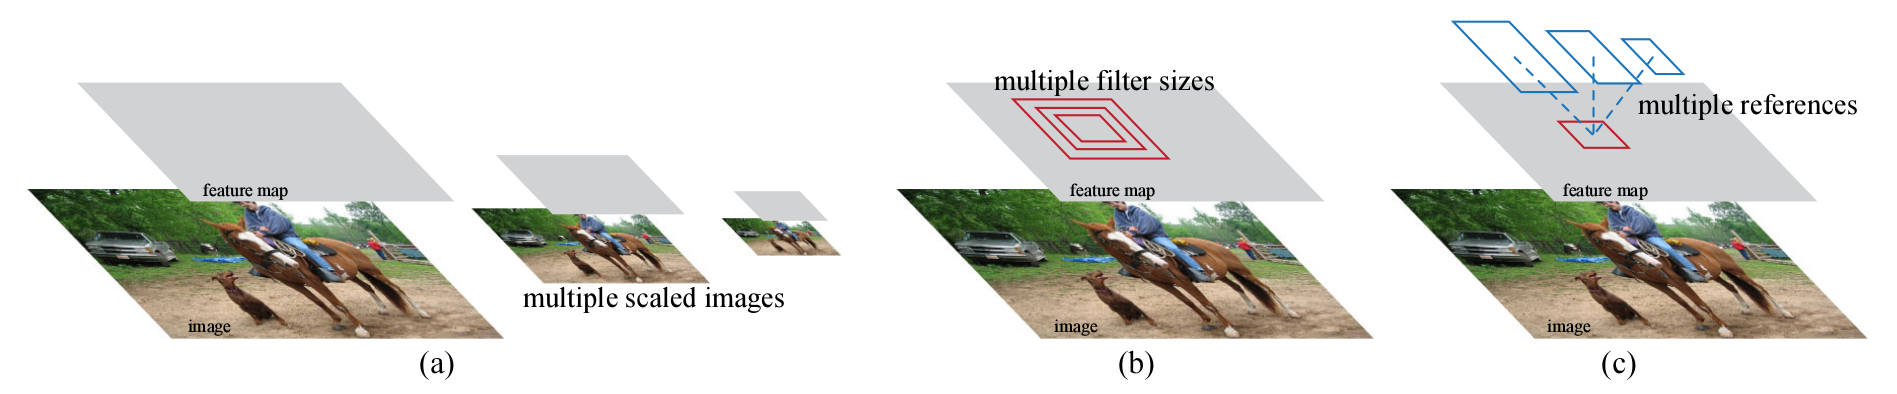 feature map
image
multiple scaled images
(a)
multiple filter sizes
feature map
image
(b)
multiple references
feature map
image
(c)